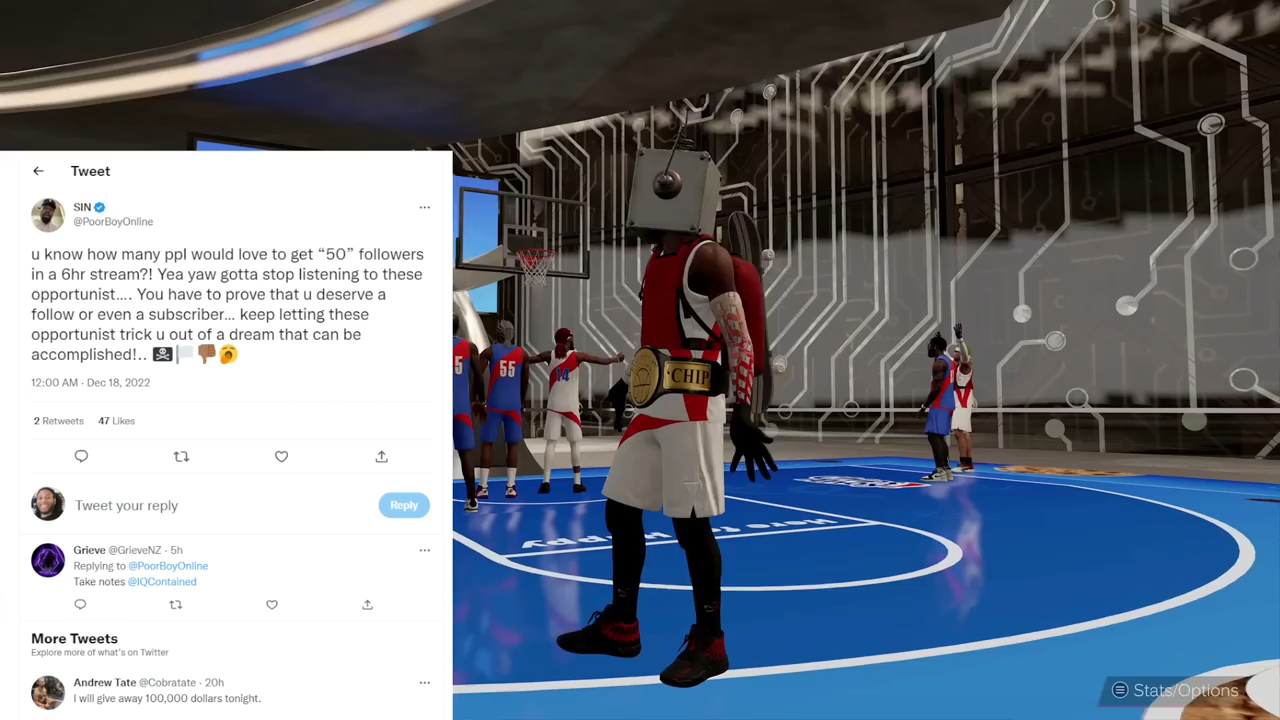 Tweet
SIN
@PoorBoyOnline
u know how many ppl would love to get “50” followers
in a 6hr stream?! Yea yaw gotta stop listening to these
opportunist.... You have to prove that u deserve a
follow or even a subscriber... keep letting these
opportunist trick u out of a dream that can be
accomplished!..
12:00 AM · Dec 18, 2022
2 Retweets 47 Likes
Tweet your reply
Reply
Grieve @GrieveNZ · 5h
Replying to @PoorBoyOnline
Take notes @IQContained
More Tweets
Explore more of what's on Twitter
Andrew Tate @Cobratate · 20h
I will give away 100,000 dollars tonight.
5
55
14
CHIP
Stats/Options